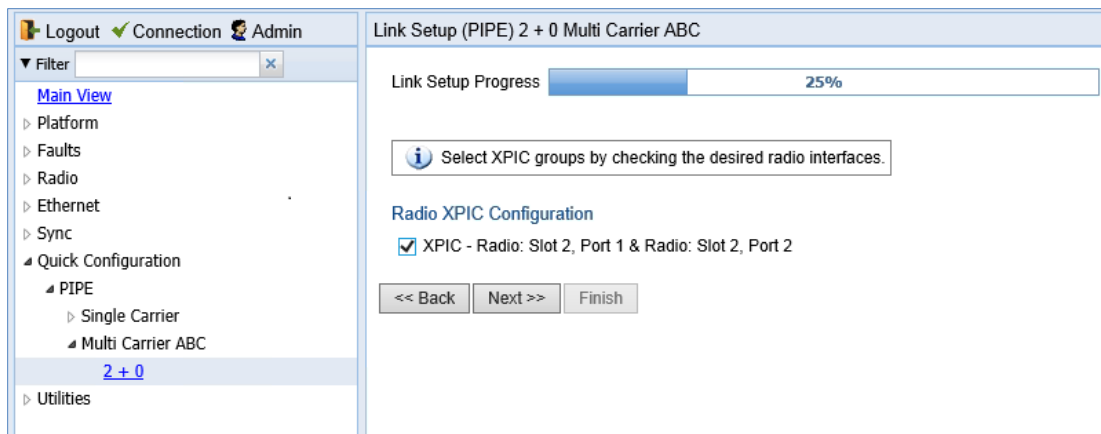 Logout Connection Admin
Filter
Main View
Platform
Faults
Radio
Ethernet
Sync
Quick Configuration
PIPE
Single Carrier
Multi Carrier ABC
2 + 0
Utilities
Link Setup (PIPE) 2 + 0 Multi Carrier ABC
Link Setup Progress 25%
Select XPIC groups by checking the desired radio interfaces.
Radio XPIC Configuration
XPIC - Radio: Slot 2, Port 1 & Radio: Slot 2, Port 2
<< Back Next >> Finish